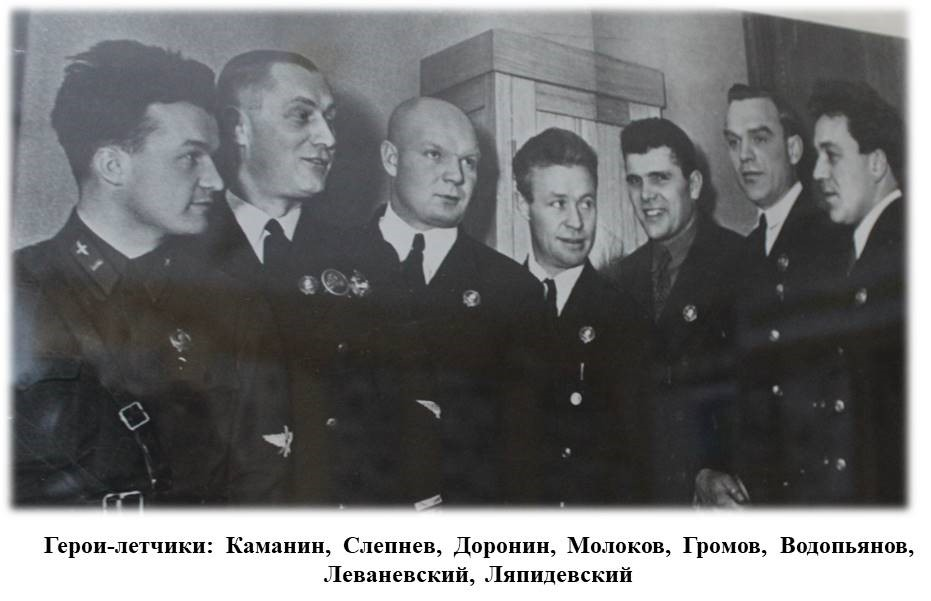 Герои-летчики: Каманин, Слепнев, Доронин, Молоков, Громов, Водопьянов,
Леваневский, Ляпидевский